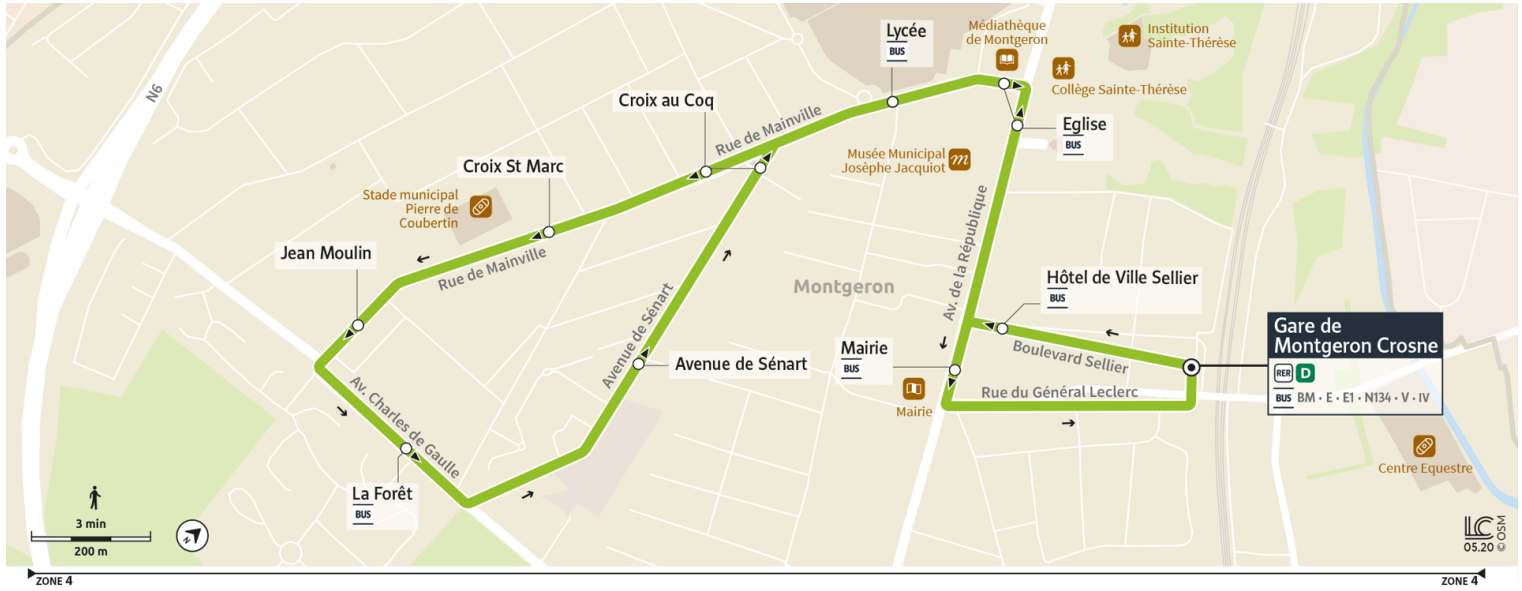 N6
Lycée
BUS
Médiathèque
de Montgeron
Institution
Sainte-Thérèse
Collège Sainte-Thérèse
Croix au Coq
Rue de Mainville
Eglise
BUS
Croix St Marc
Musée Municipal
Josèphe Jacquiot
Stade municipal
Pierre de
Coubertin
Jean Moulin
Rue de Mainville
Av. de la République
Montgeron
Hôtel de Ville Sellier
BUS
Avenue de Sénart
Gare de
Montgeron Crosne
RER D
BUS BM • E • E1 • N134 • V • IV
Mairie
BUS
Boulevard Sellier
Avenue de Sénart
Rue du Général Leclerc
Mairie
Av. Charles de Gaulle
La Forêt
BUS
Centre Equestre
3 min
200 m
N
LC
05.20 © OSM
ZONE 4
ZONE 4